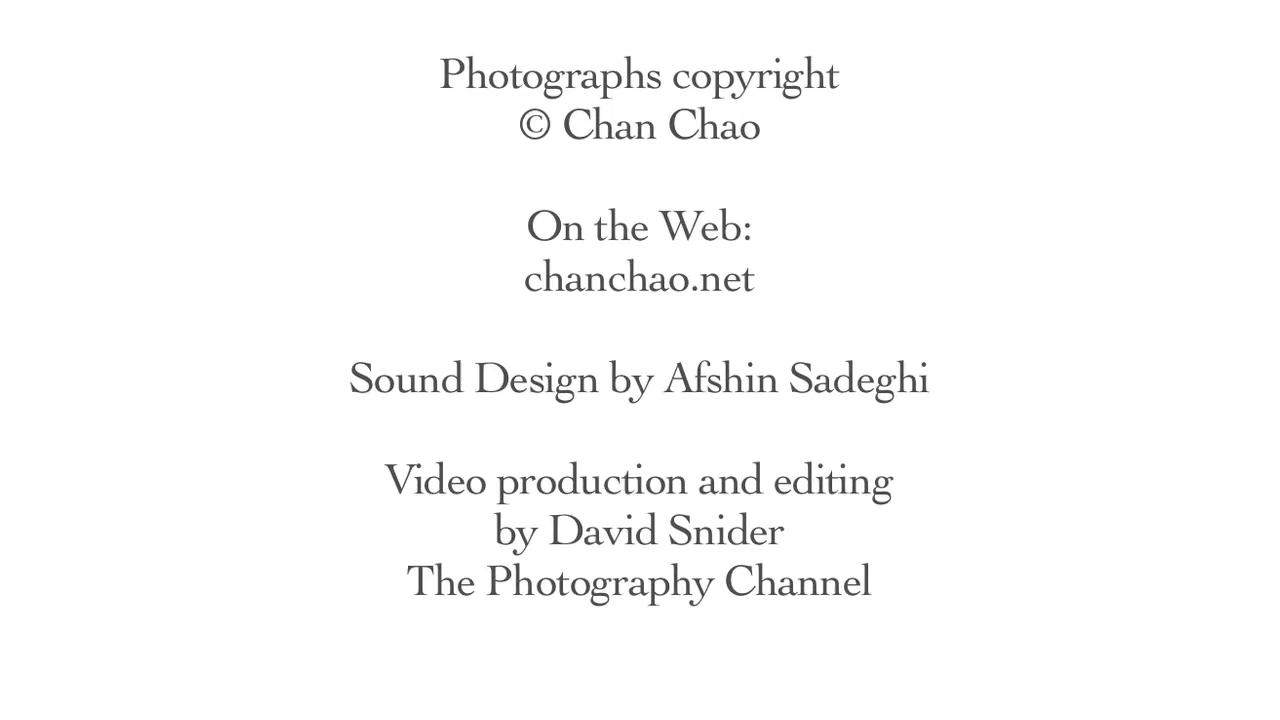 Photographs copyright
© Chan Chao
On the Web:
chanchao.net
Sound Design by Afshin Sadeghi
Video production and editing
by David Snider
The Photography Channel